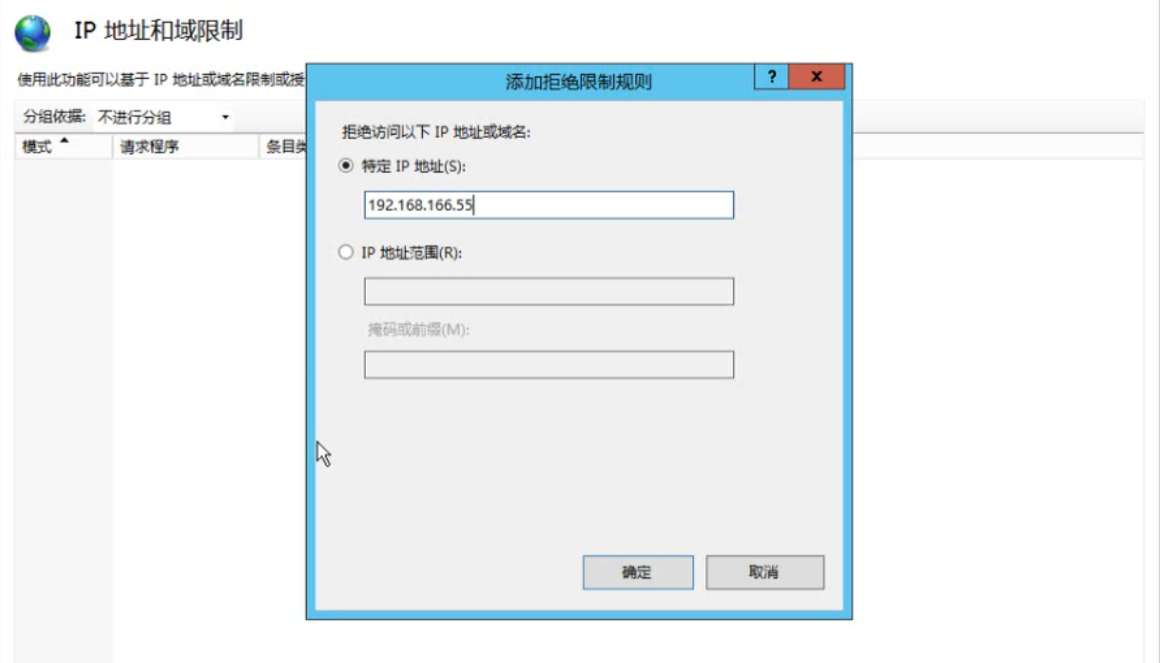 IP 地址和域限制
使用此功能可以基于 IP 地址或域名限制或授
分组依据: 不进行分组
模式 请求程序 条目类
添加拒绝限制规则
?
x
拒绝访问以下 IP 地址或域名:
特定 IP 地址(S):
192.168.166.55
IP 地址范围(R):
掩码或前缀(M):
确定 取消